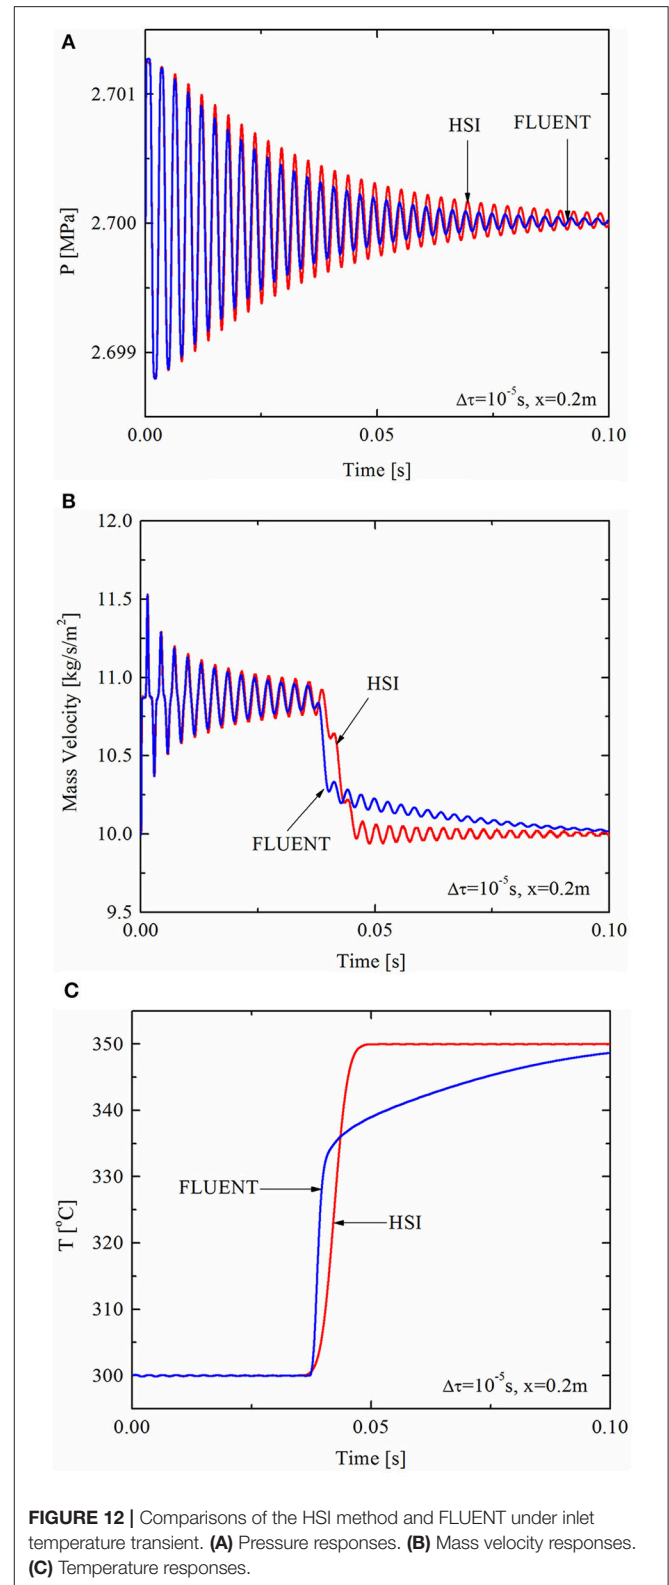 A
2.701
HSI
FLUENT
2.700
P [MPa]
2.699
Δτ=10⁻⁵s, x=0.2m
0.00
0.05
0.10
Time [s]
B
12.0
11.5
Mass Velocity [kg/s/m²]
11.0
HSI
10.5
FLUENT
10.0
Δτ=10⁻⁵s, x=0.2m
9.5
0.00
0.05
0.10
Time [s]
C
350
340
FLUENT
330
T [°C]
HSI
320
310
300
Δτ=10⁻⁵s, x=0.2m
0.00
0.05
0.10
Time [s]
FIGURE 12 | Comparisons of the HSI method and FLUENT under inlet
temperature transient. (A) Pressure responses. (B) Mass velocity responses.
(C) Temperature responses.